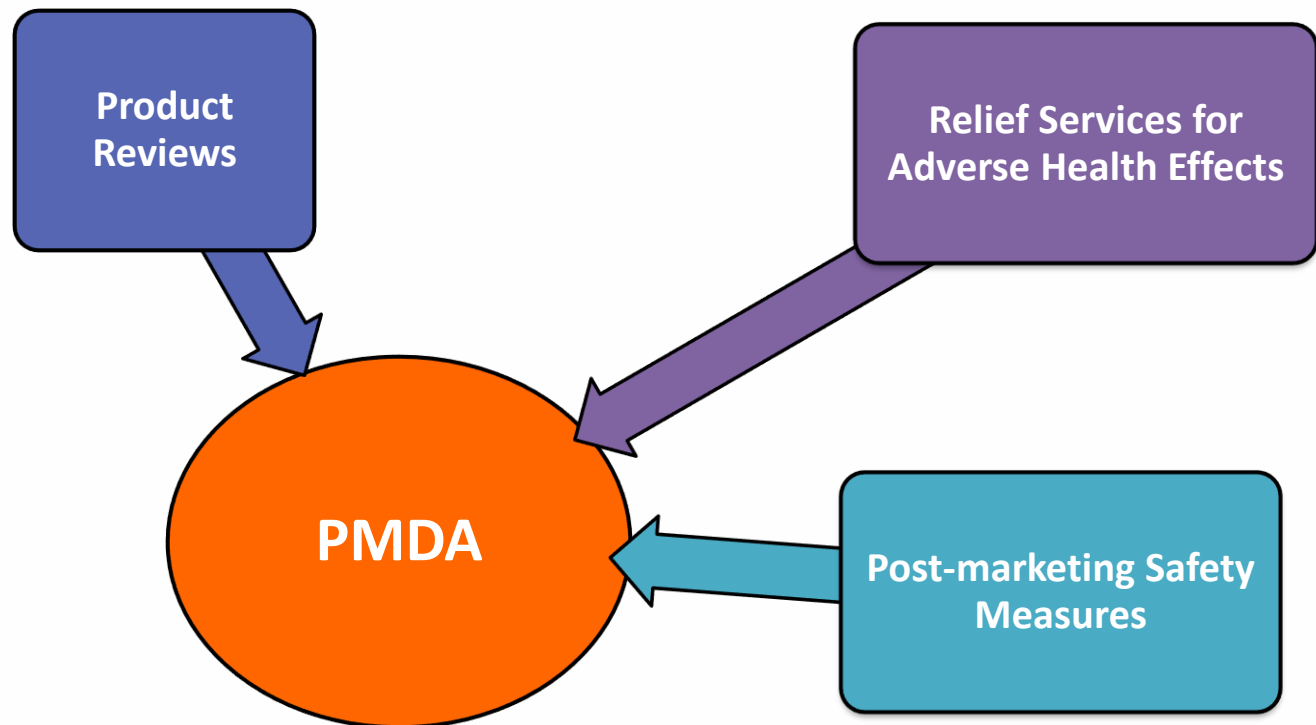 Product
Reviews
Relief Services for
Adverse Health Effects
PMDA
Post-marketing Safety
Measures